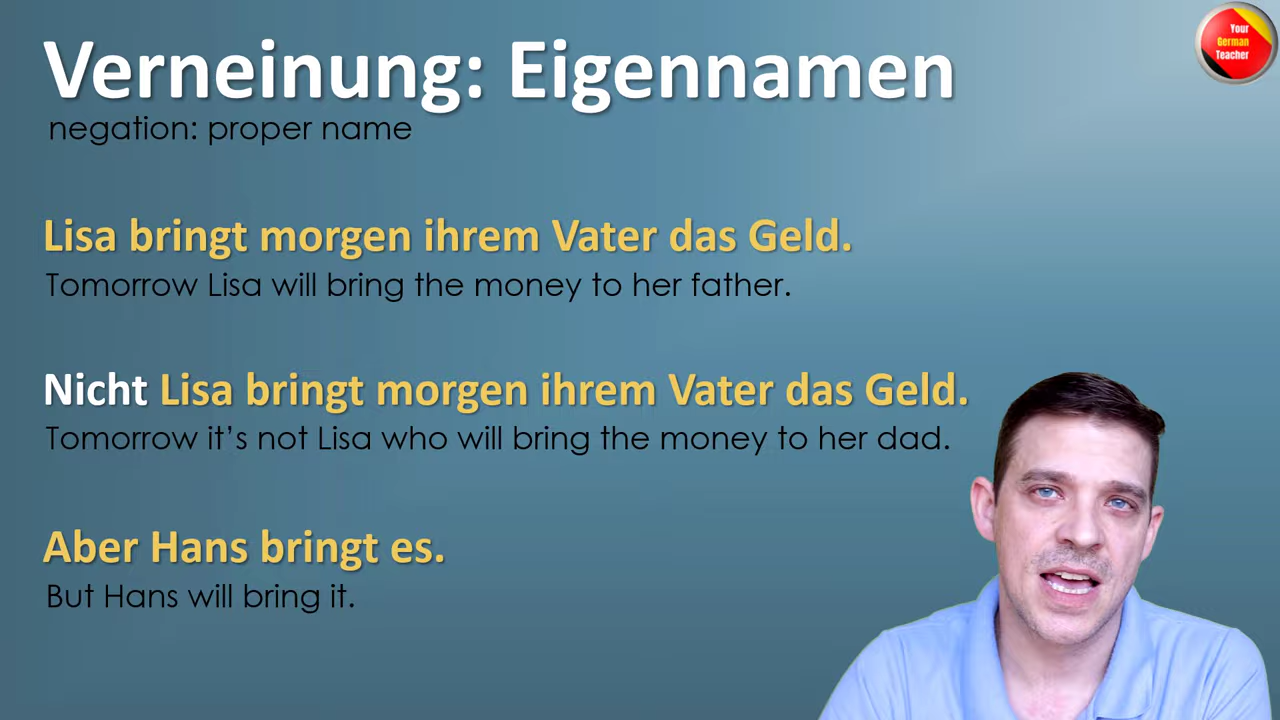 Verneinung: Eigennamen
negation: proper name
Your
German
Teacher
Lisa bringt morgen ihrem Vater das Geld.
Tomorrow Lisa will bring the money to her father.
Nicht Lisa bringt morgen ihrem Vater das Geld.
Tomorrow it's not Lisa who will bring the money to her dad.
Aber Hans bringt es.
But Hans will bring it.